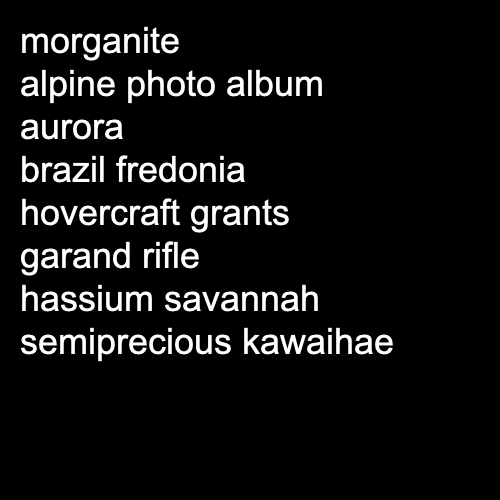 morganite
alpine photo album
aurora
brazil fredonia
hovercraft grants
garand rifle
hassium savannah
semiprecious kawaihae